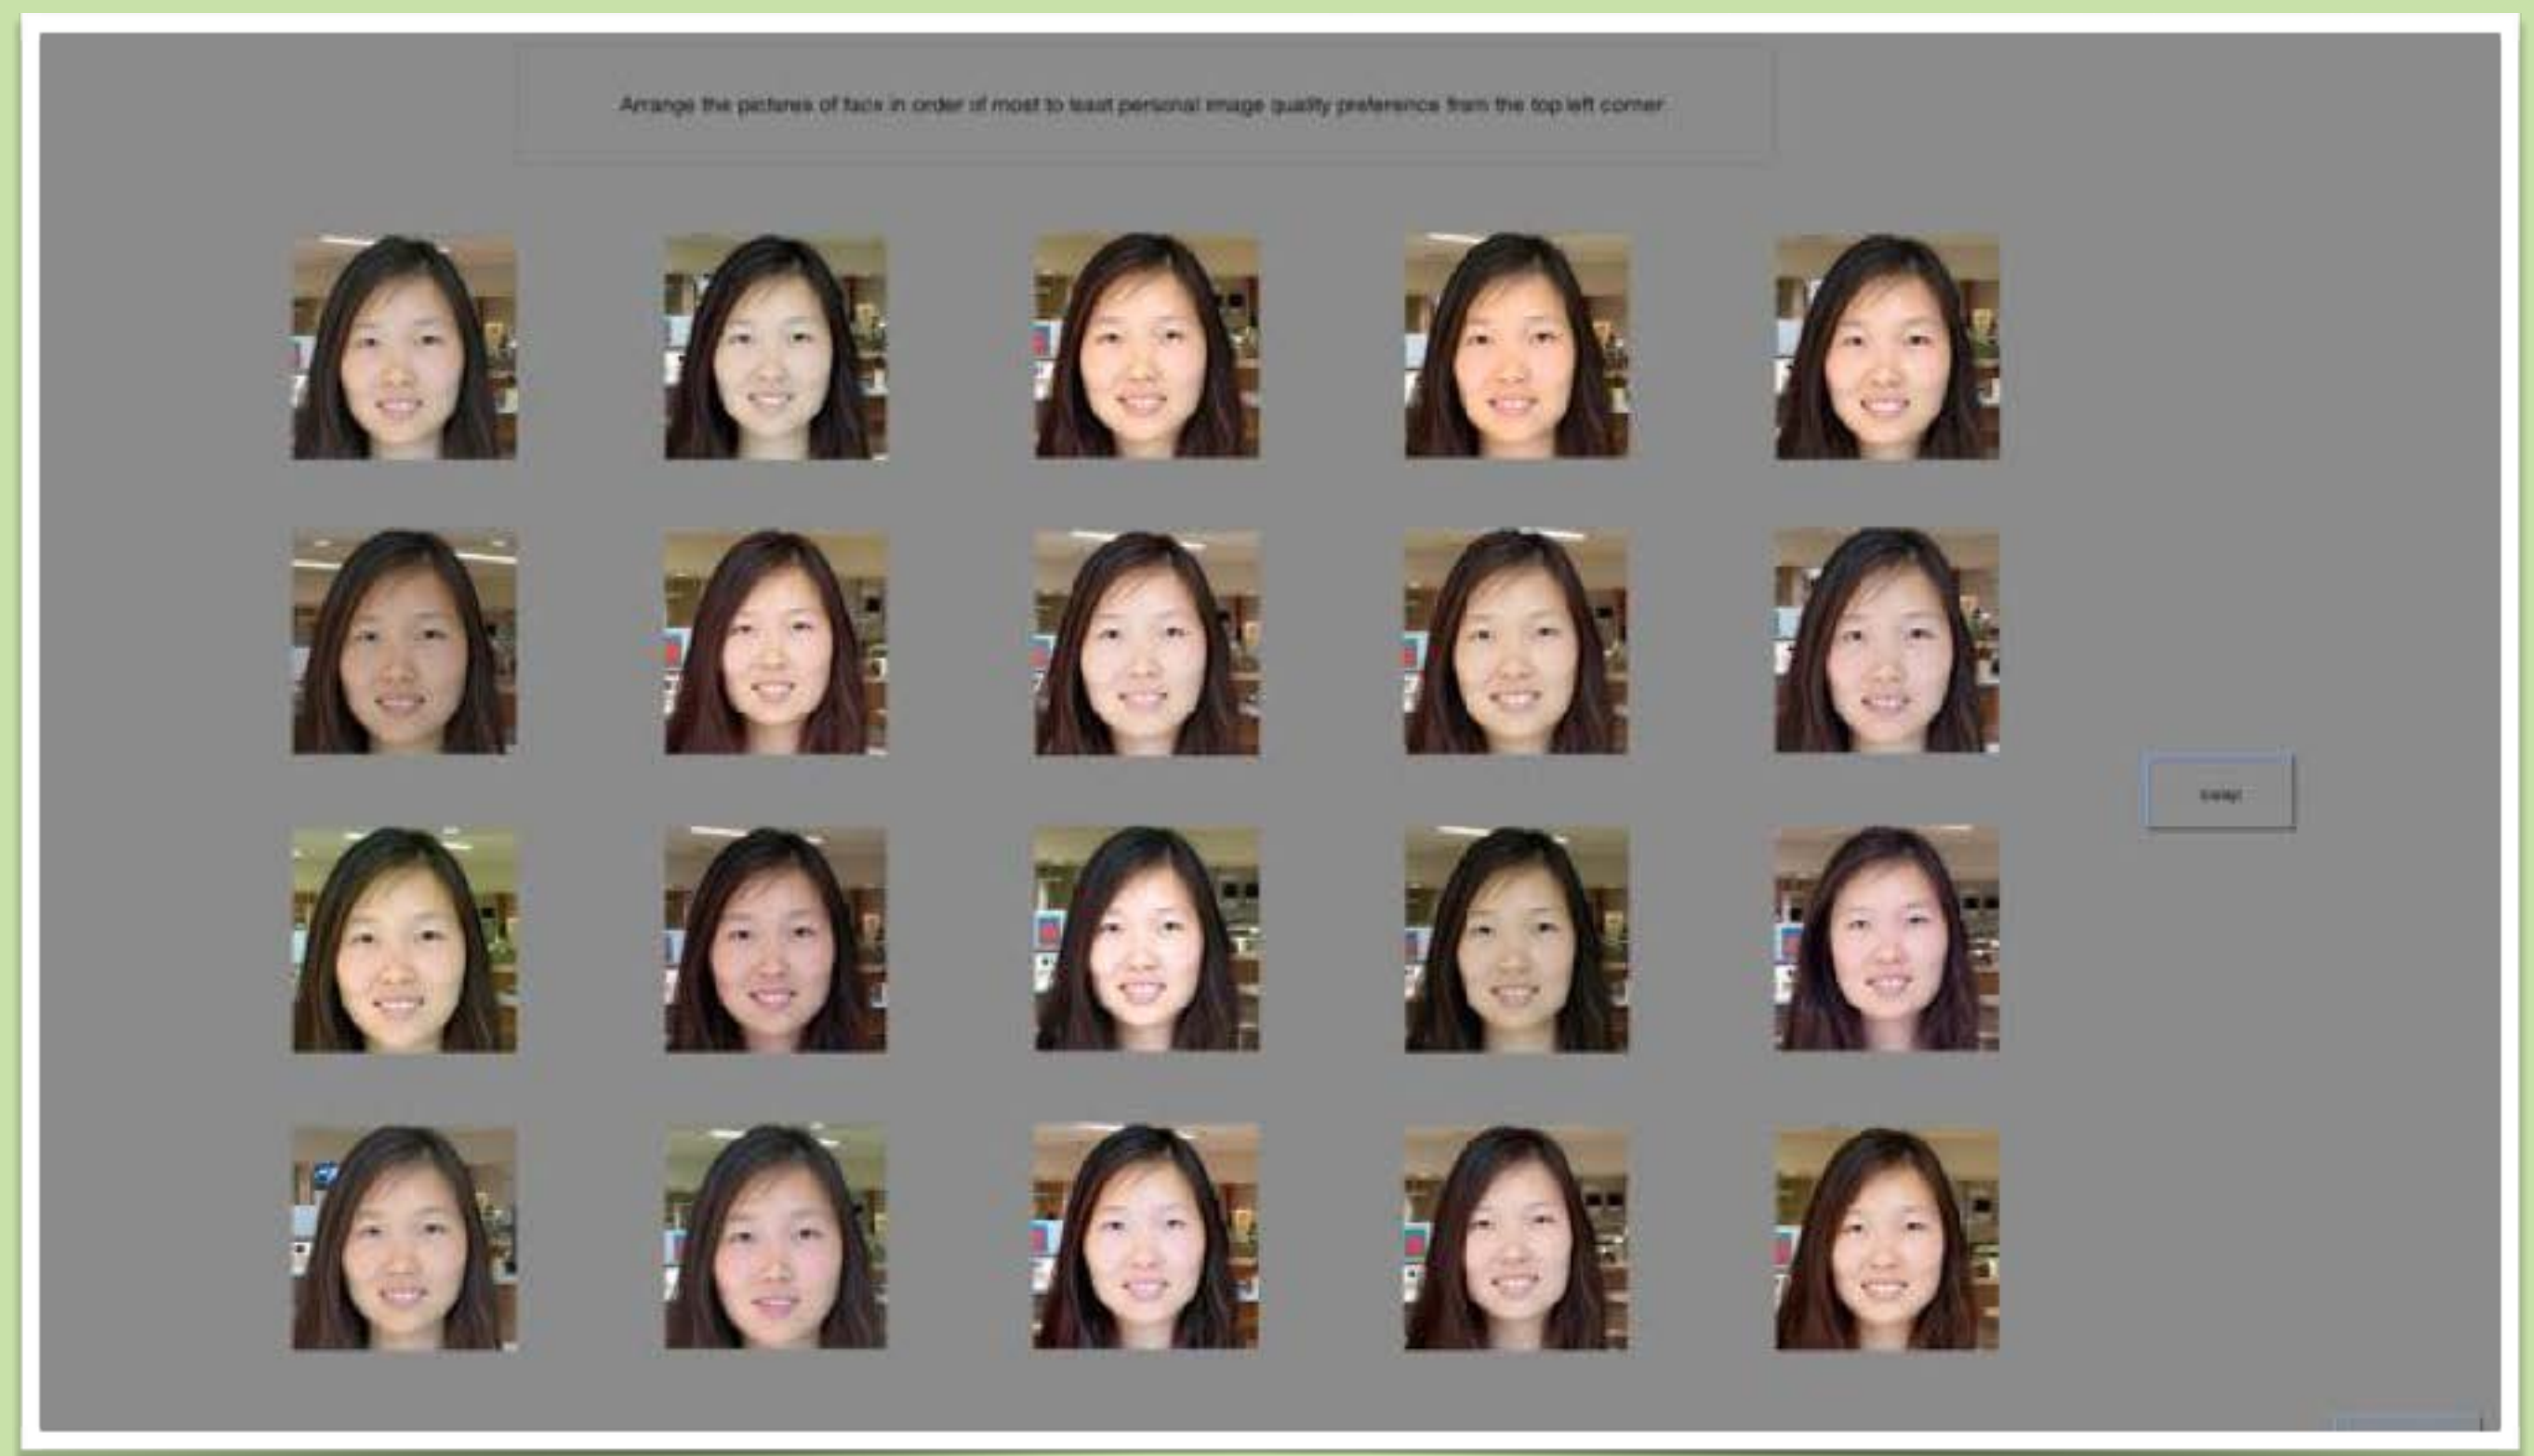 Arrange the pictures of face in order of most to least personal image quality preference from the top left corner